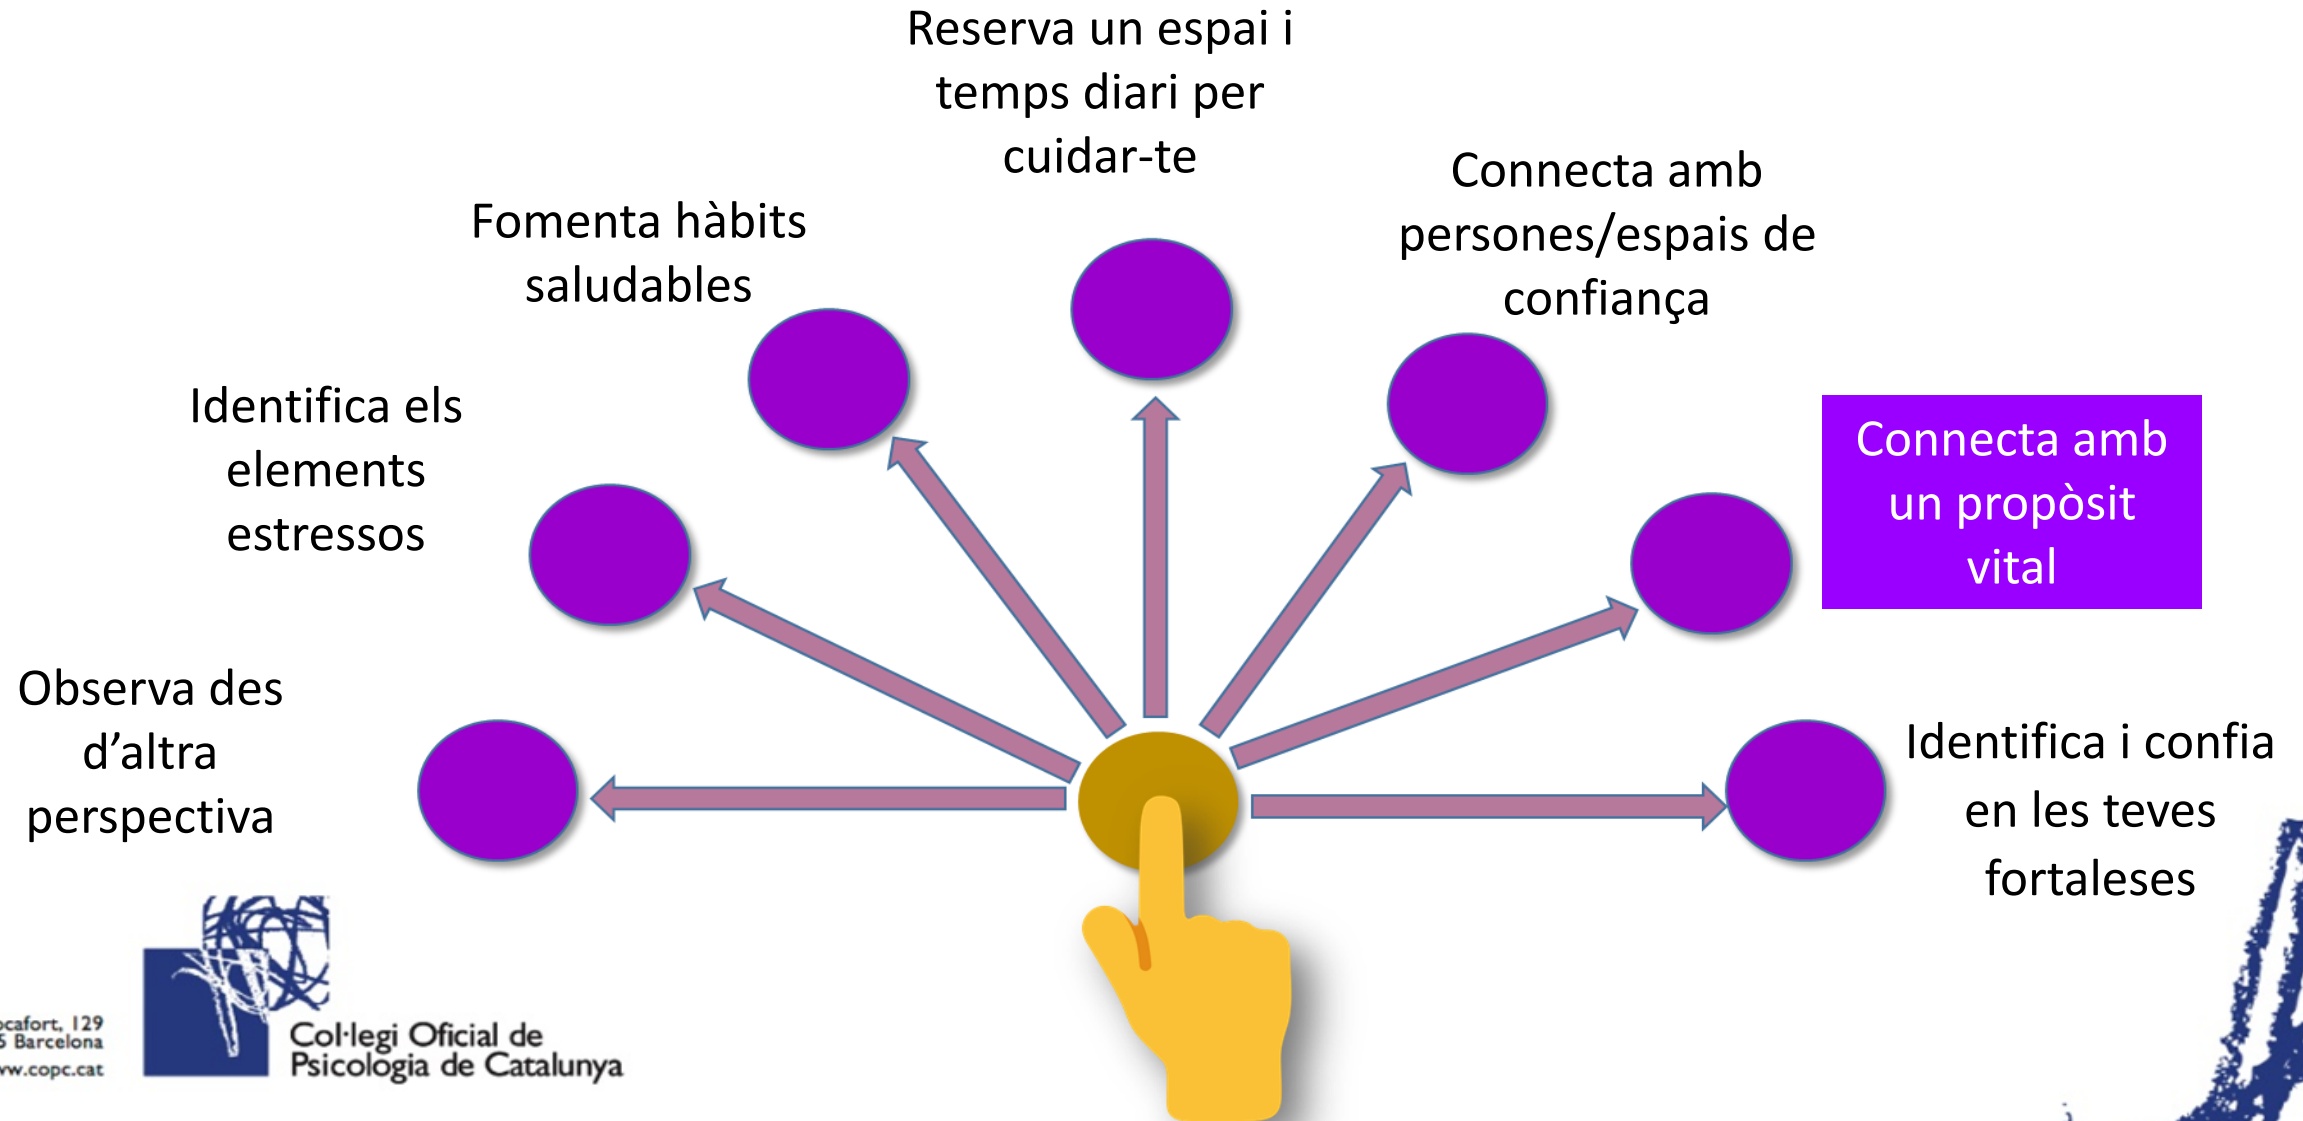 Reserva un espai i
temps diari per
cuidar-te
Connecta amb
persones/espais de
confiança
Fomenta hàbits
saludables
Identifica els
elements
estressos
Connecta amb
un propòsit
vital
Observa des
d’altra
perspectiva
Identifica i confia
en les teves
fortaleses
129
Barcelona
Col·legi Oficial de
Psicologia de Catalunya